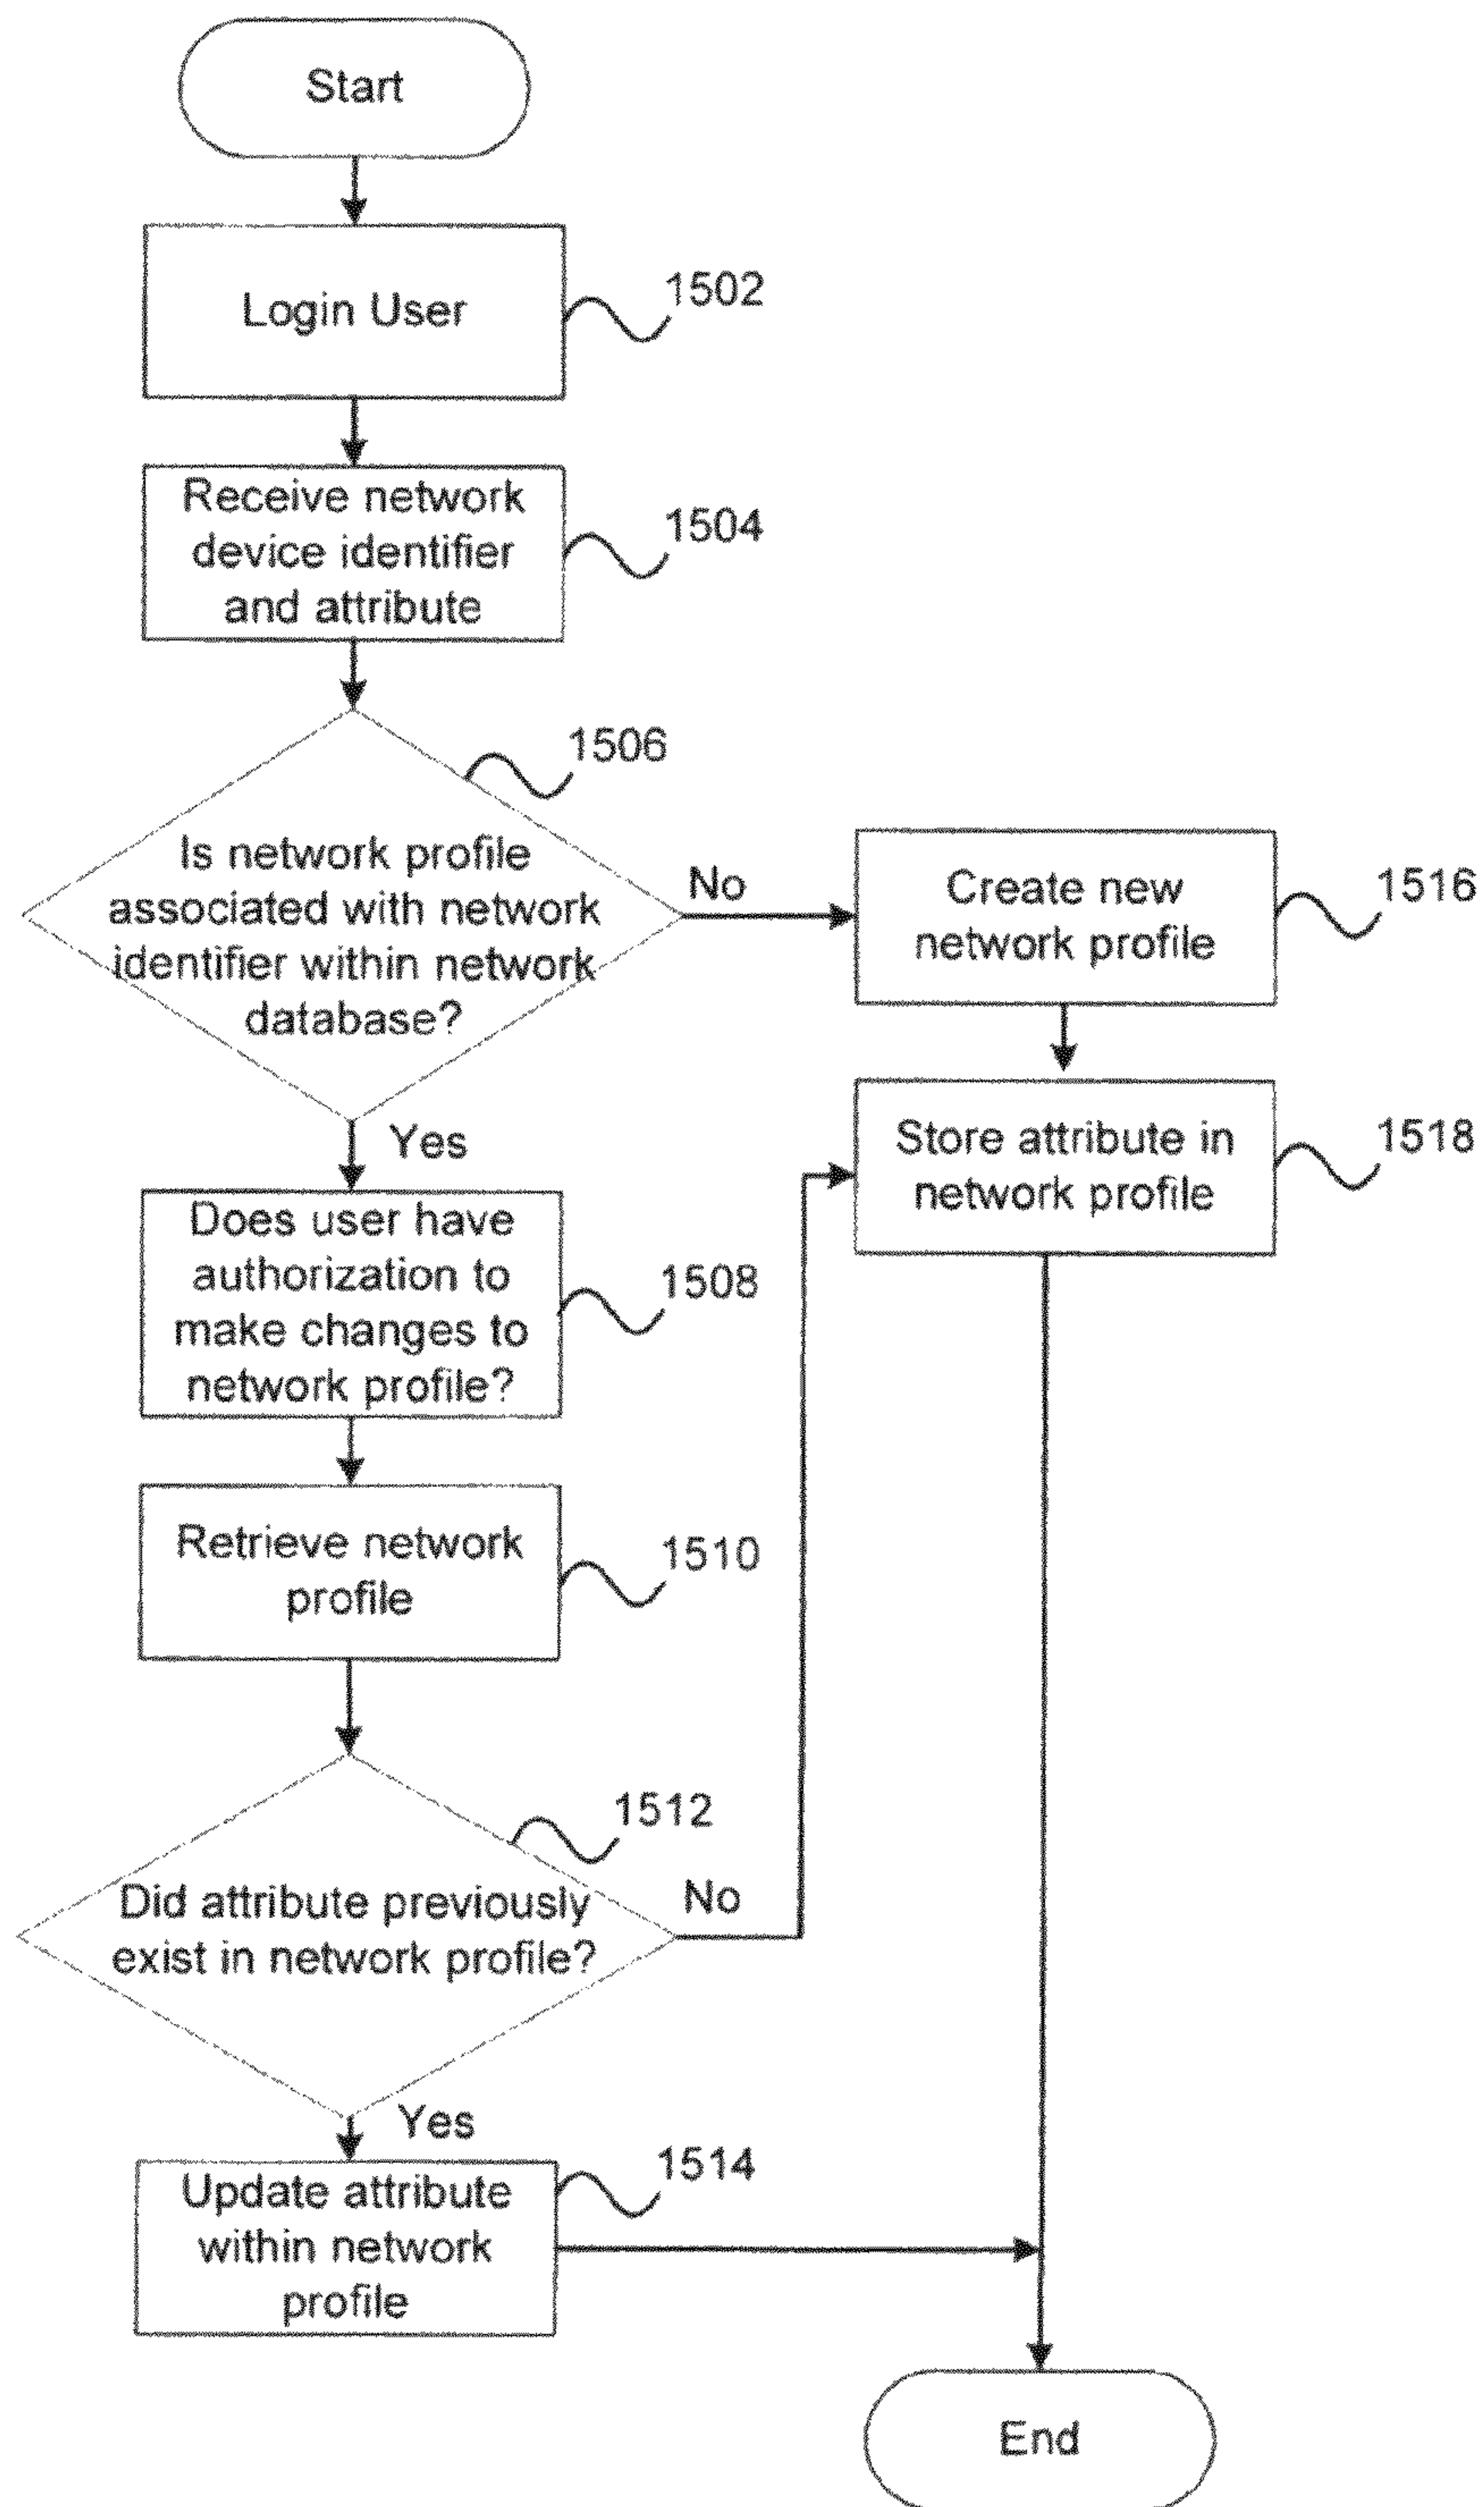 Start
Login User
1502
Receive network
device identifier
and attribute
1504
1506
Is network profile
associated with network
identifier within network
database?
No
Create new
network profile
1516
Yes
Store attribute in
network profile
1518
Does user have
authorization to
make changes to
network profile?
1508
Retrieve network
profile
1510
1512
Did attribute previously
exist in network profile?
No
Yes
Update attribute
within network
profile
1514
End